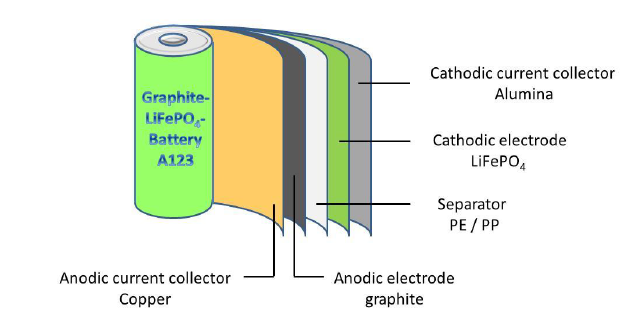 Graphite-
LiFePO₄-
Battery
A123
Cathodic current collector
Alumina
Cathodic electrode
LiFePO₄
Separator
PE / PP
Anodic current collector
Copper
Anodic electrode
graphite